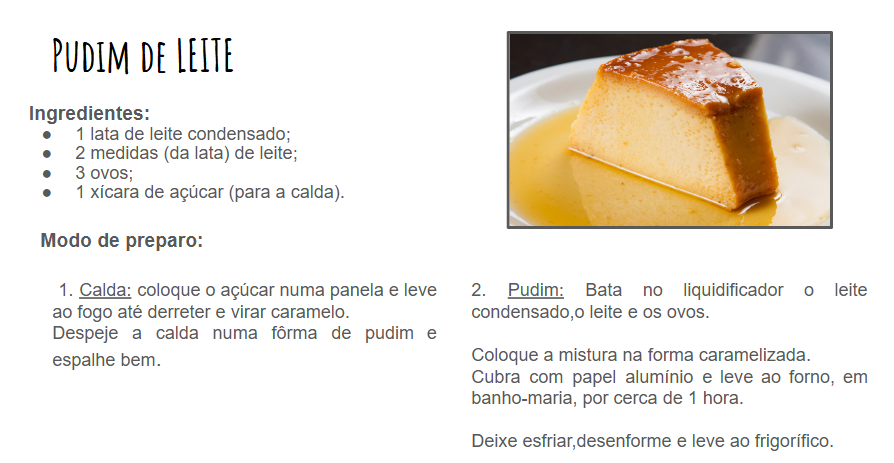 PUDIM DE LEITE
Ingredientes:
● 1 lata de leite condensado;
● 2 medidas (da lata) de leite;
● 3 ovos;
● 1 xícara de açúcar (para a calda).
Modo de preparo:
1. Calda: coloque o açúcar numa panela e leve
ao fogo até derreter e virar caramelo.
Despeje a calda numa fôrma de pudim e
espalhe bem.
2. Pudim: Bata no liquidificador o leite
condensado,o leite e os ovos.
Coloque a mistura na forma caramelizada.
Cubra com papel alumínio e leve ao forno, em
banho-maria, por cerca de 1 hora.
Deixe esfriar,desenforme e leve ao frigorífico.